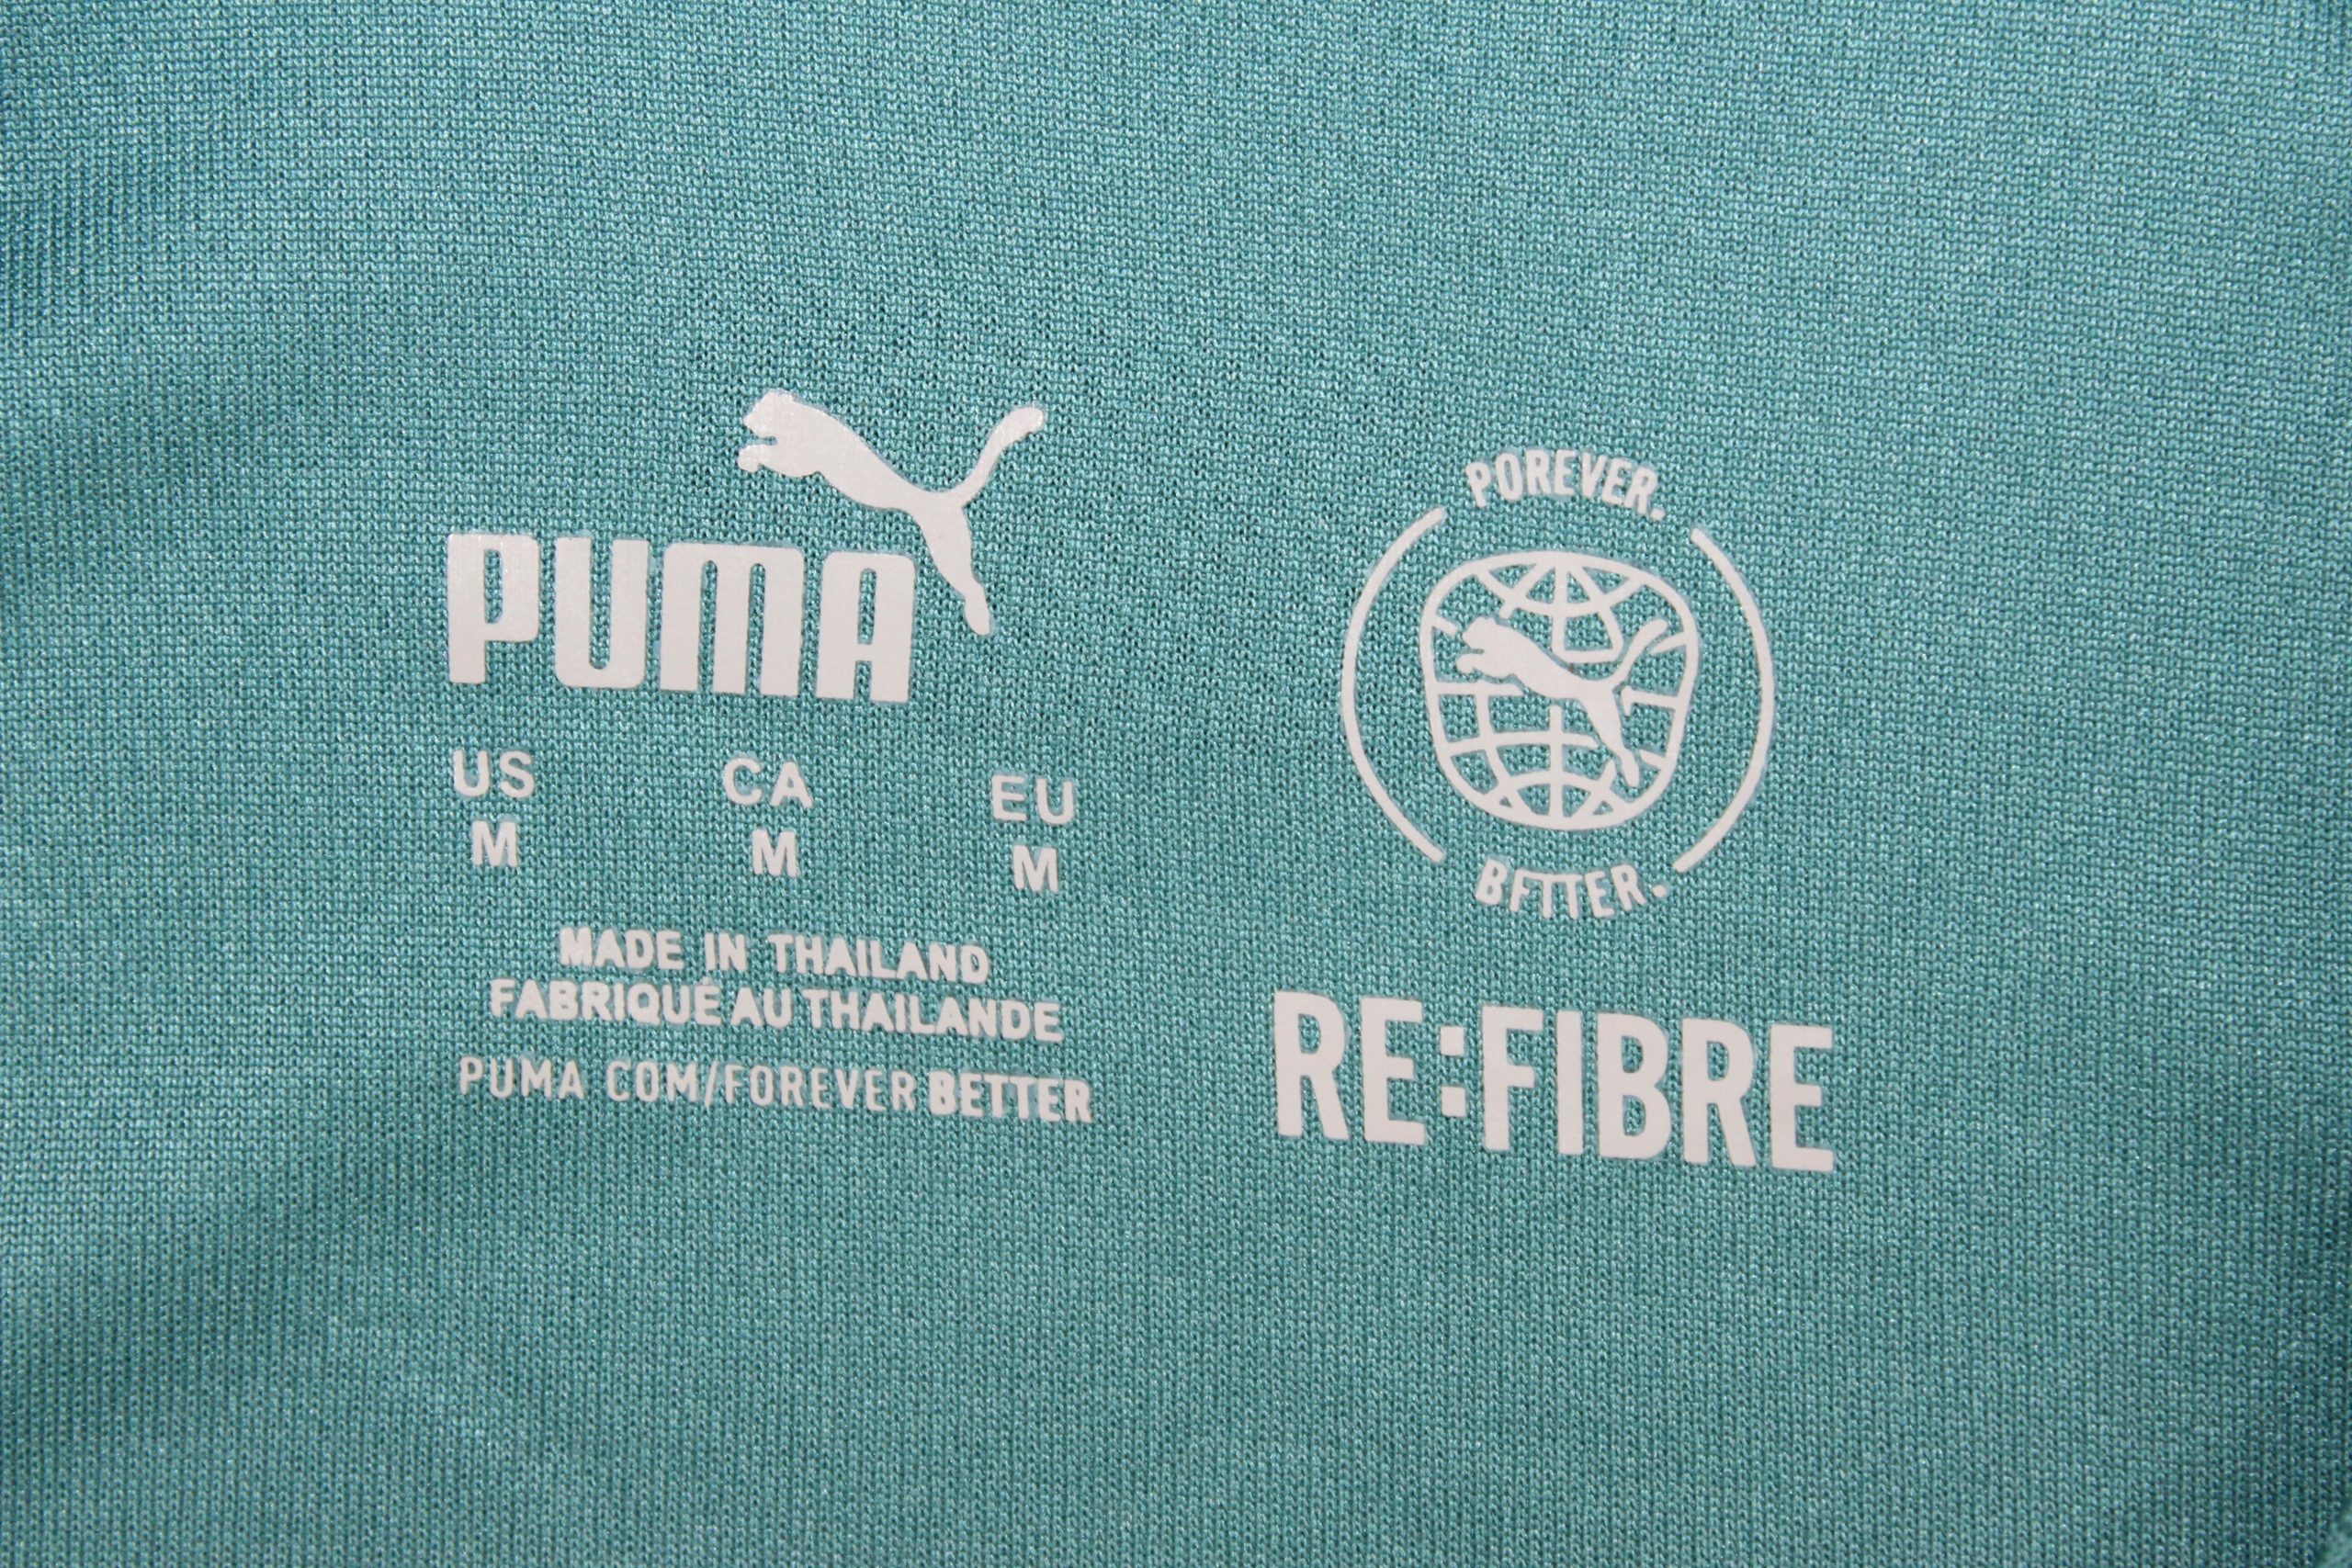 PUMA
US CA EU
M M M
MADE IN THAILAND
FABRIQUÉ AU THAILANDE
PUMA COM/FOREVER BETTER
POREVER.
BFTTER.
RE:FIBRE